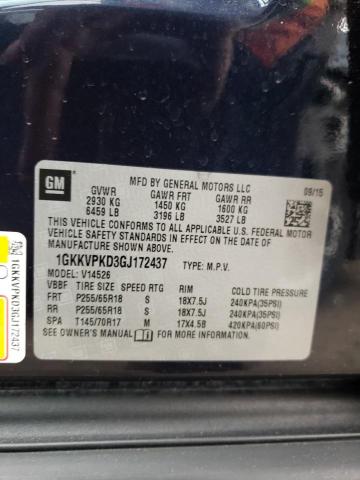 GM
MFD BY GENERAL MOTORS LLC
09/15
GVWR GAWR FRT GAWR RR
2930 KG 1450 KG 1600 KG
6459 LB 3196 LB 3527 LB
THIS VEHICLE CONFORMS TO ALL APPLICABLE U.S. FEDERAL MOTOR
VEHICLE SAFETY STANDARDS IN EFFECT ON THE DATE OF
MANUFACTURE SHOWN ABOVE.
1GKKVPKD3GJ172437 TYPE: M.P.V.
MODEL: V14526
VBBF TIRE SIZE SPEED RTG RIM COLD TIRE PRESSURE
FRT P255/65R18 S 18X7.5J 240KPA(35PSI)
RR P255/65R18 S 18X7.5J 240KPA(35PSI)
SPA T145/70R17 M 17X4.5B 420KPA(60PSI)
SEE OWNER'S MANUAL FOR MORE INFORMATION.
1GKKVPKD3GJ172437